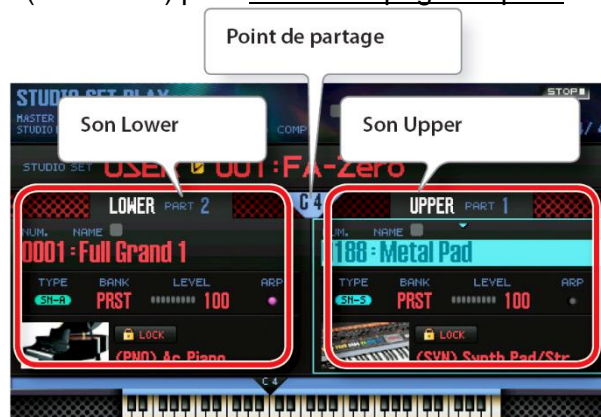 Point de partage
STUDIO SET PLAY
STOP
Son Lower
Son Upper
MASTER
COMP
STUDIO SET USER 001:FA-Zero
LOWER PART 2
C 4
UPPER PART 1
NUM. NAME
0001:Full Grand 1
NUM. NAME
188:Metal Pad
TYPE BANK LEVEL ARP
SN-A PRST 100
TYPE BANK LEVEL ARP
SN-S PRST 100
LOCK
(PNO) Ac.Piano
LOCK
(SYN) Synth Pad/Str
C 4